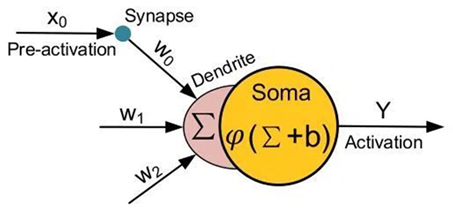 x₀
Synapse
Pre-activation
w₀
Dendrite
Soma
w₁
Σ
φ(Σ+b)
Y
Activation
w₂